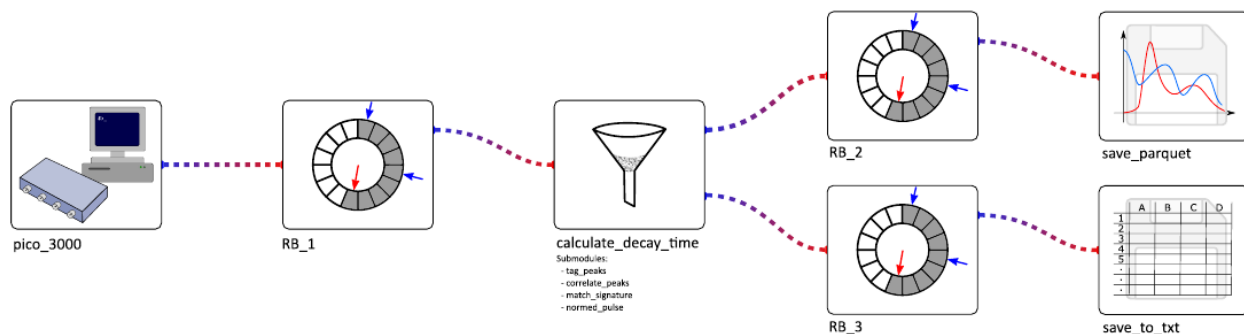 pico_3000
RB_1
calculate_decay_time
Submodules:
- tag_peaks
- correlate_peaks
- match_signature
- normed_pulse
RB_2
save_parquet
RB_3
A B C D
1
2
3
4
5
.
.
.
save_to_txt